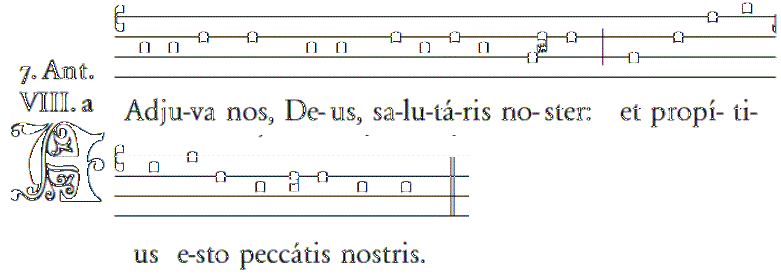 7. Ant.
VIII. a
Adju-va nos, De-us, sa-lu-tá-ris no-ster: et propí- ti-
us e-sto peccátis nostris.